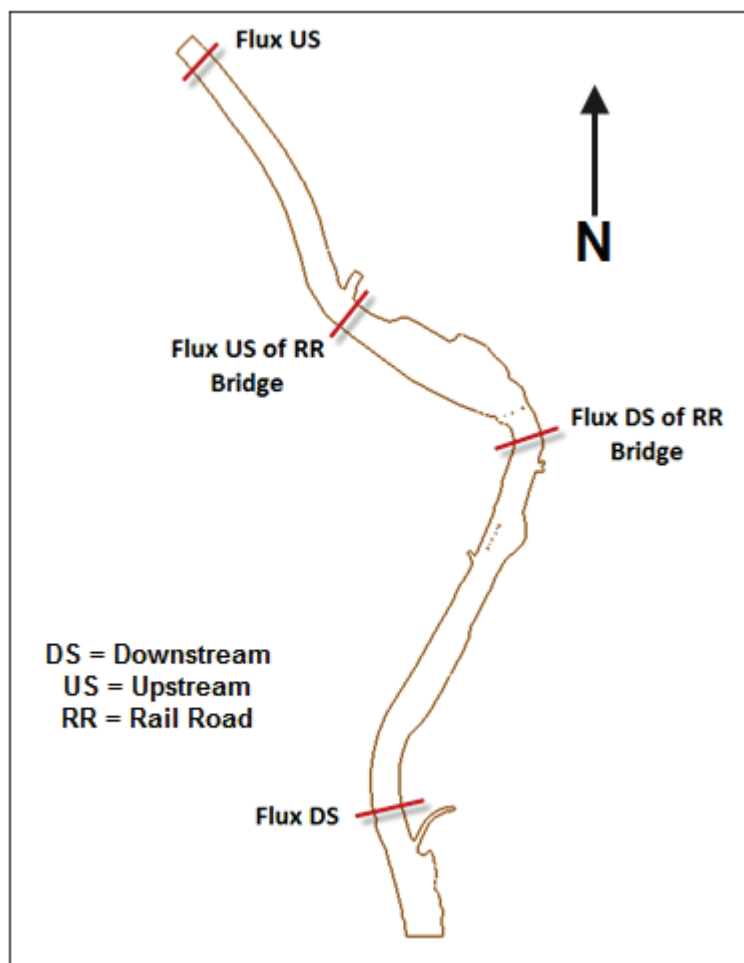 Flux US
N
Flux US of RR
Bridge
Flux DS of RR
Bridge
DS = Downstream
US = Upstream
RR = Rail Road
Flux DS